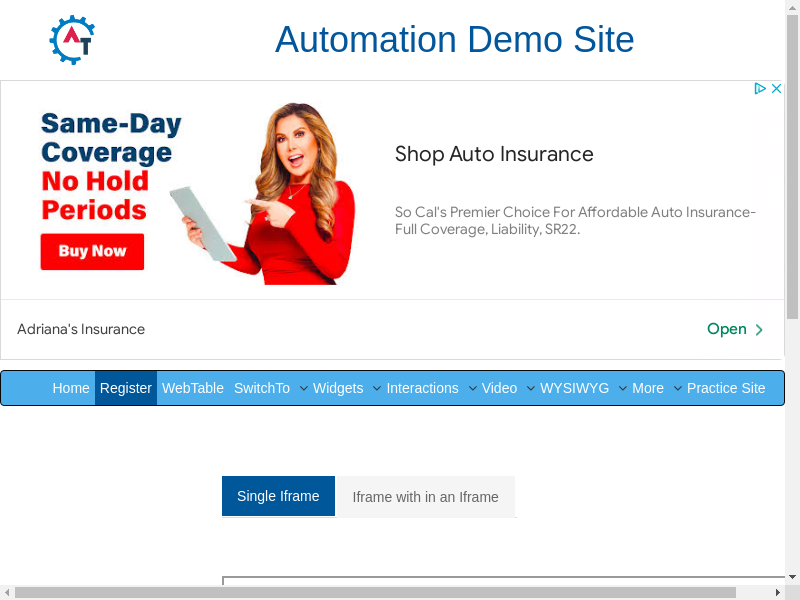 AT
Automation Demo Site
Same-Day
Coverage
No Hold
Periods
Buy Now
Shop Auto Insurance
So Cal's Premier Choice For Affordable Auto Insurance-
Full Coverage, Liability, SR22.
Adriana's Insurance
Open
Home Register WebTable SwitchTo Widgets Interactions Video WYSIWYG More Practice Site
Single Iframe Iframe with in an Iframe